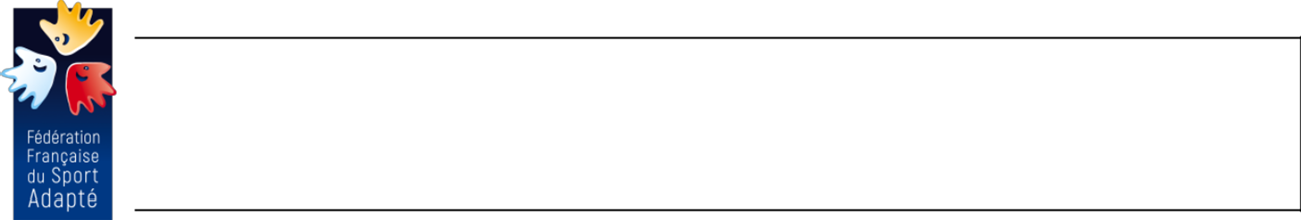 Fédération
Française
du Sport
Adapté